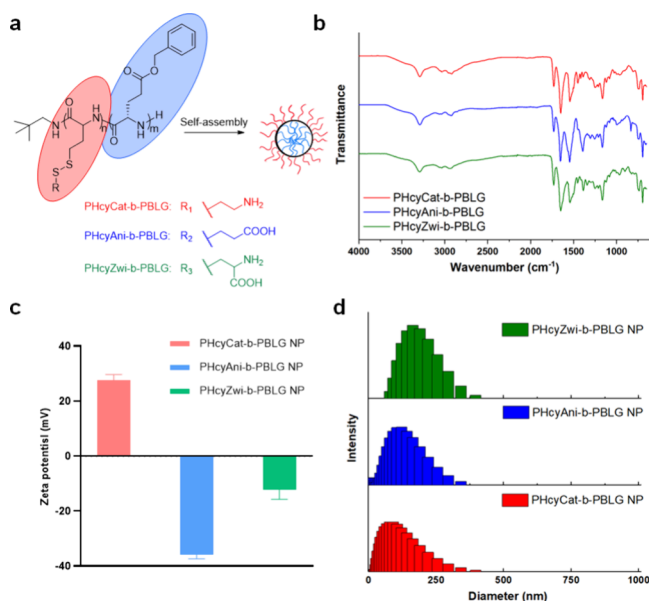 a
O
O
NH
H
N
n
O
N
H
m
H
O
S
S
R
Self-assembly
PHcyCat-b-PBLG: R1 NH2
PHcyAni-b-PBLG: R2 COOH
PHcyZwi-b-PBLG: R3 NH2
COOH
b
Transmittance
PHcyCat-b-PBLG
PHcyAni-b-PBLG
PHcyZwi-b-PBLG
4000 3500 3000 2500 2000 1500 1000
Wavenumber (cm-1)
c
Zeta potentisl (mV)
40
20
0
-20
-40
PHcyCat-b-PBLG NP
PHcyAni-b-PBLG NP
PHcyZwi-b-PBLG NP
d
Intensity
PHcyZwi-b-PBLG NP
PHcyAni-b-PBLG NP
PHcyCat-b-PBLG NP
0 250 500 750 1000
Diameter (nm)